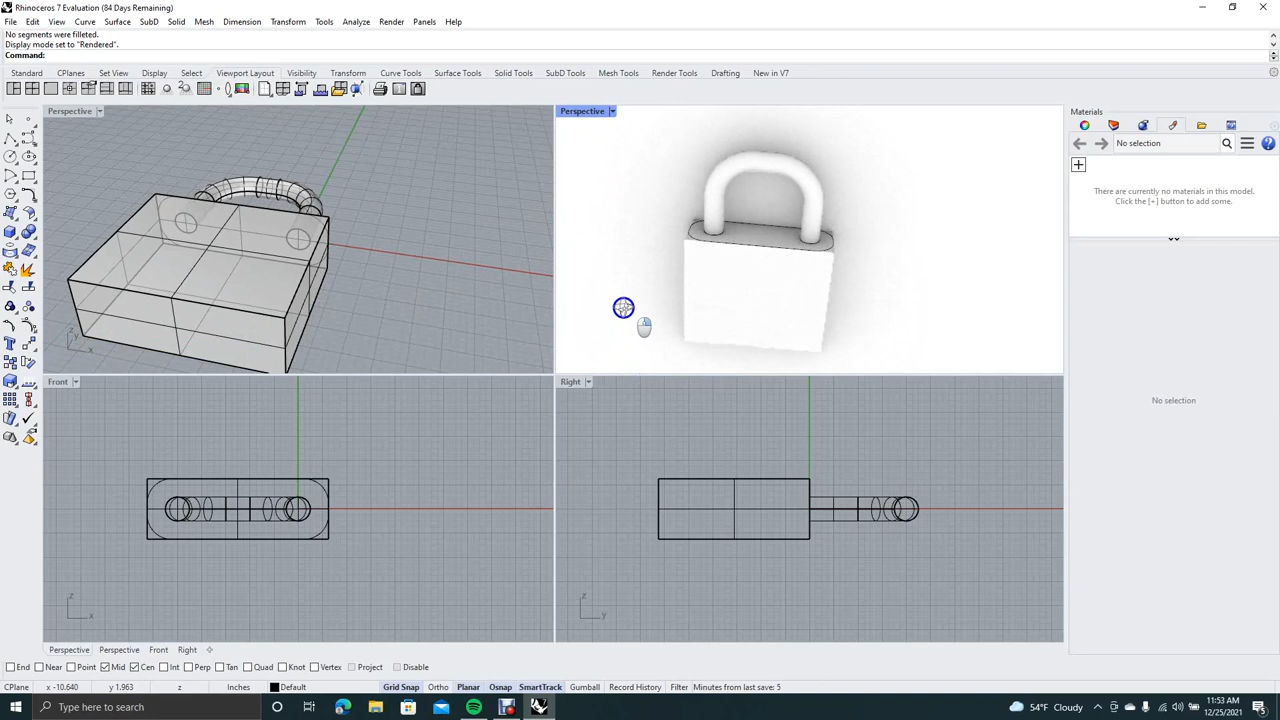 Rhinoceros 7 Evaluation (84 Days Remaining)
File Edit View Curve Surface SubD Solid Mesh Dimension Transform Tools Analyze Render Panels Help
No segments were filleted.
Display mode set to "Rendered".
Command:
Standard CPlanes Set View Display Select Viewport Layout Visibility Transform Curve Tools Surface Tools Solid Tools SubD Tools Mesh Tools Render Tools Drafting New in V7
Perspective
Perspective
Materials
No selection
There are currently no materials in this model.
Click the [+] button to add some.
z
y
x
Front
Right
No selection
z
x
z
y
Perspective Perspective Front Right
End Near Point Mid Cen Int Perp Tan Quad Knot Vertex Project Disable
CPlane x -10.640 y 1.963 z Inches Default Grid Snap Ortho Planar Osnap SmartTrack Gumball Record History Filter Minutes from last save: 5
Type here to search
54°F Cloudy
11:53 AM
12/25/2021